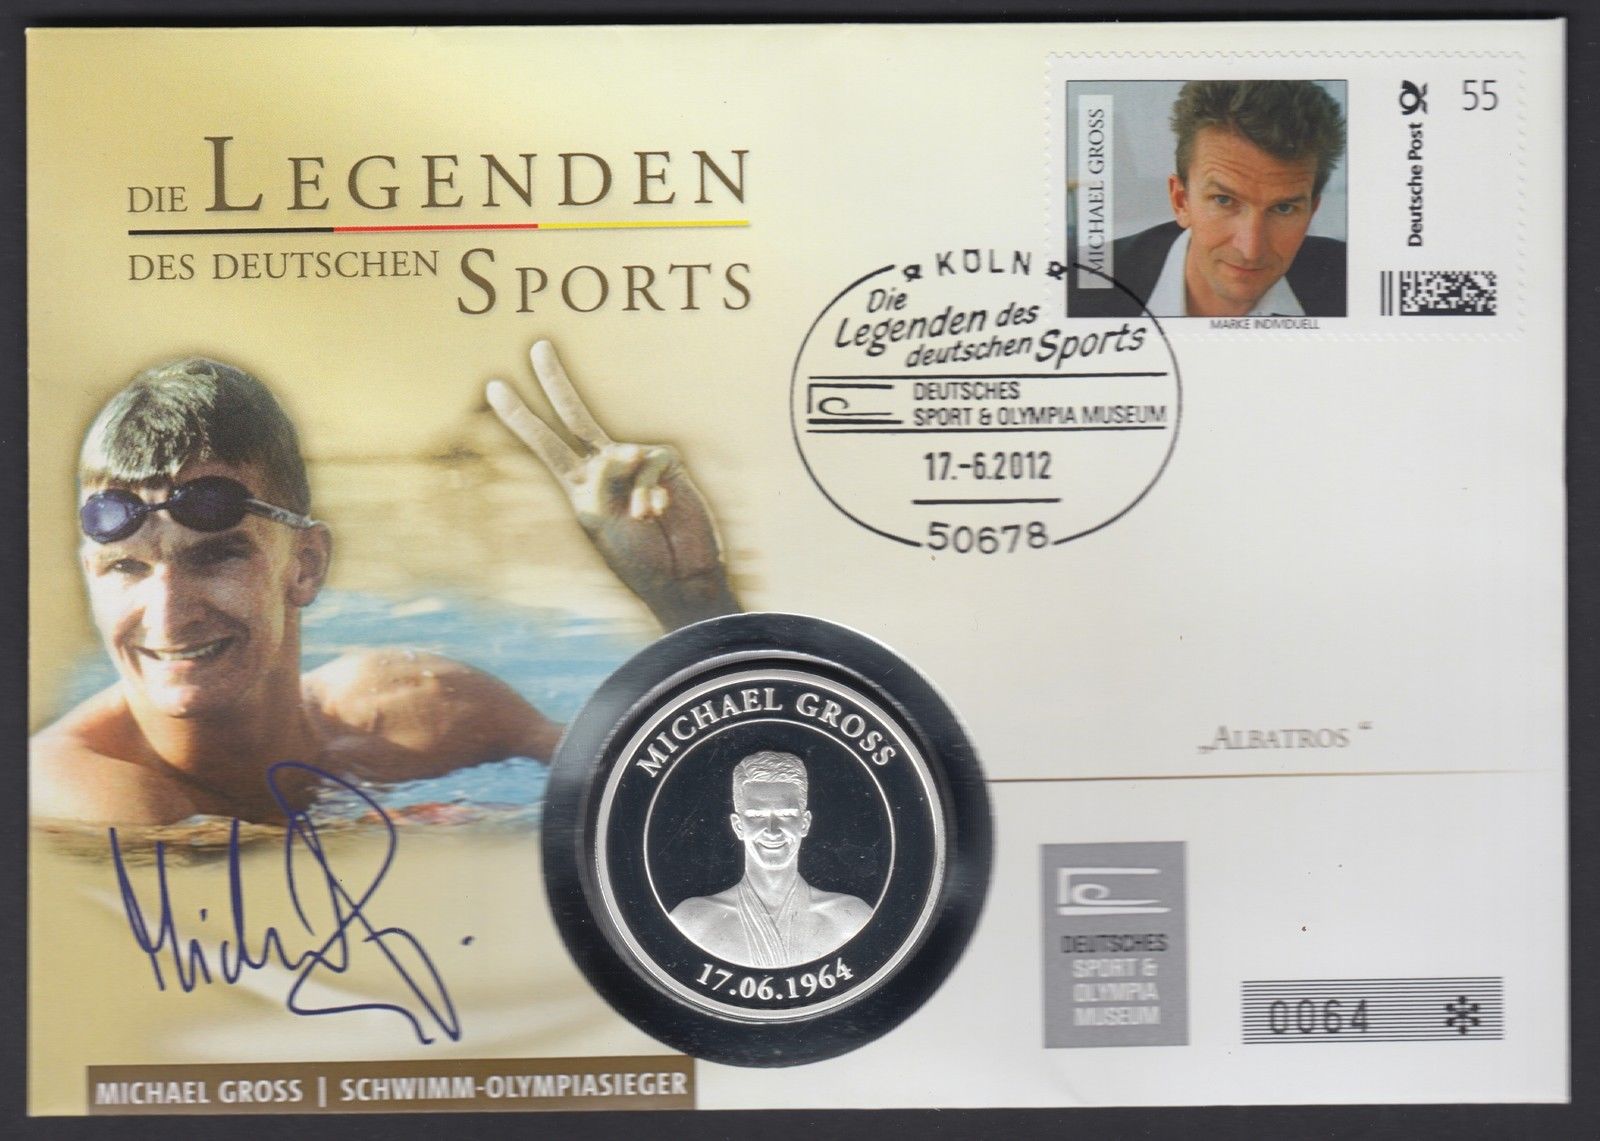 DIE LEGENDEN
DES DEUTSCHEN SPORTS
MICHAEL GROSS
Deutsche Post
55
MARKE INDIVIDUELL
KÖLN
Die
Legenden des
deutschen Sports
DEUTSCHES
SPORT & OLYMPIA MUSEUM
17.-6.2012
50678
MICHAEL GROSS
17.06.1964
„ALBATROS“
DEUTSCHES
SPORT &
OLYMPIA
MUSEUM
0064 *
MICHAEL GROSS | SCHWIMM-OLYMPIASIEGER